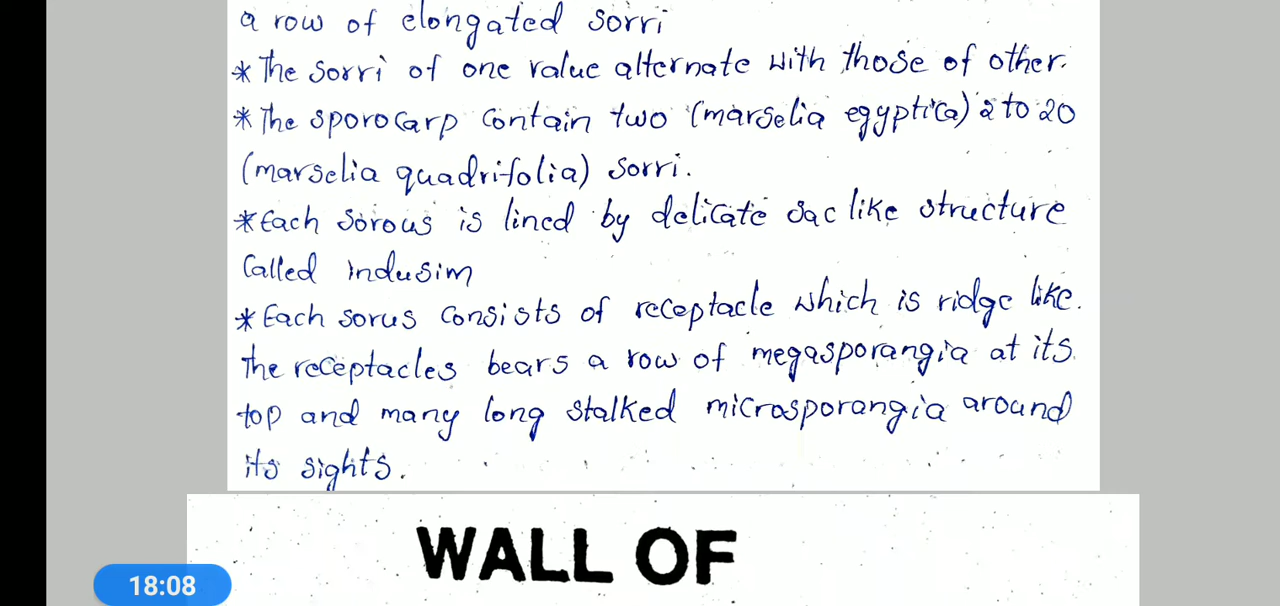 a row of elongated sorri
* The sorri of one value alternate with those of other.
* The sporocarp contain two (marselia egyptica) 2 to 20
(marselia quadrifolia) sorri.
* Each sorous is lined by delicate sac like structure
called indusim
* Each sorus consists of receptacle which is ridge like.
The receptacles bears a row of megasporangia at its
top and many long stalked microsporangia around
its sights.
WALL OF
18:08